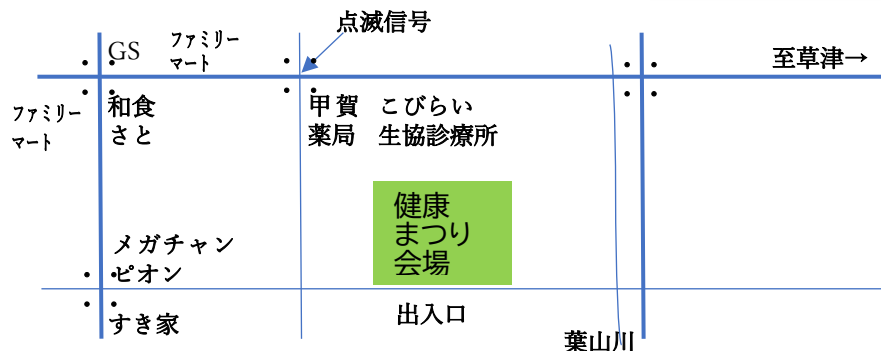 点滅信号
GS
ファミリー
マート
至草津→
ファミリー
マート
和食
さと
甲賀
薬局
こびらい
生協診療所
健康
まつり
会場
メガチャン
ピオン
すき家
出入口
葉山川